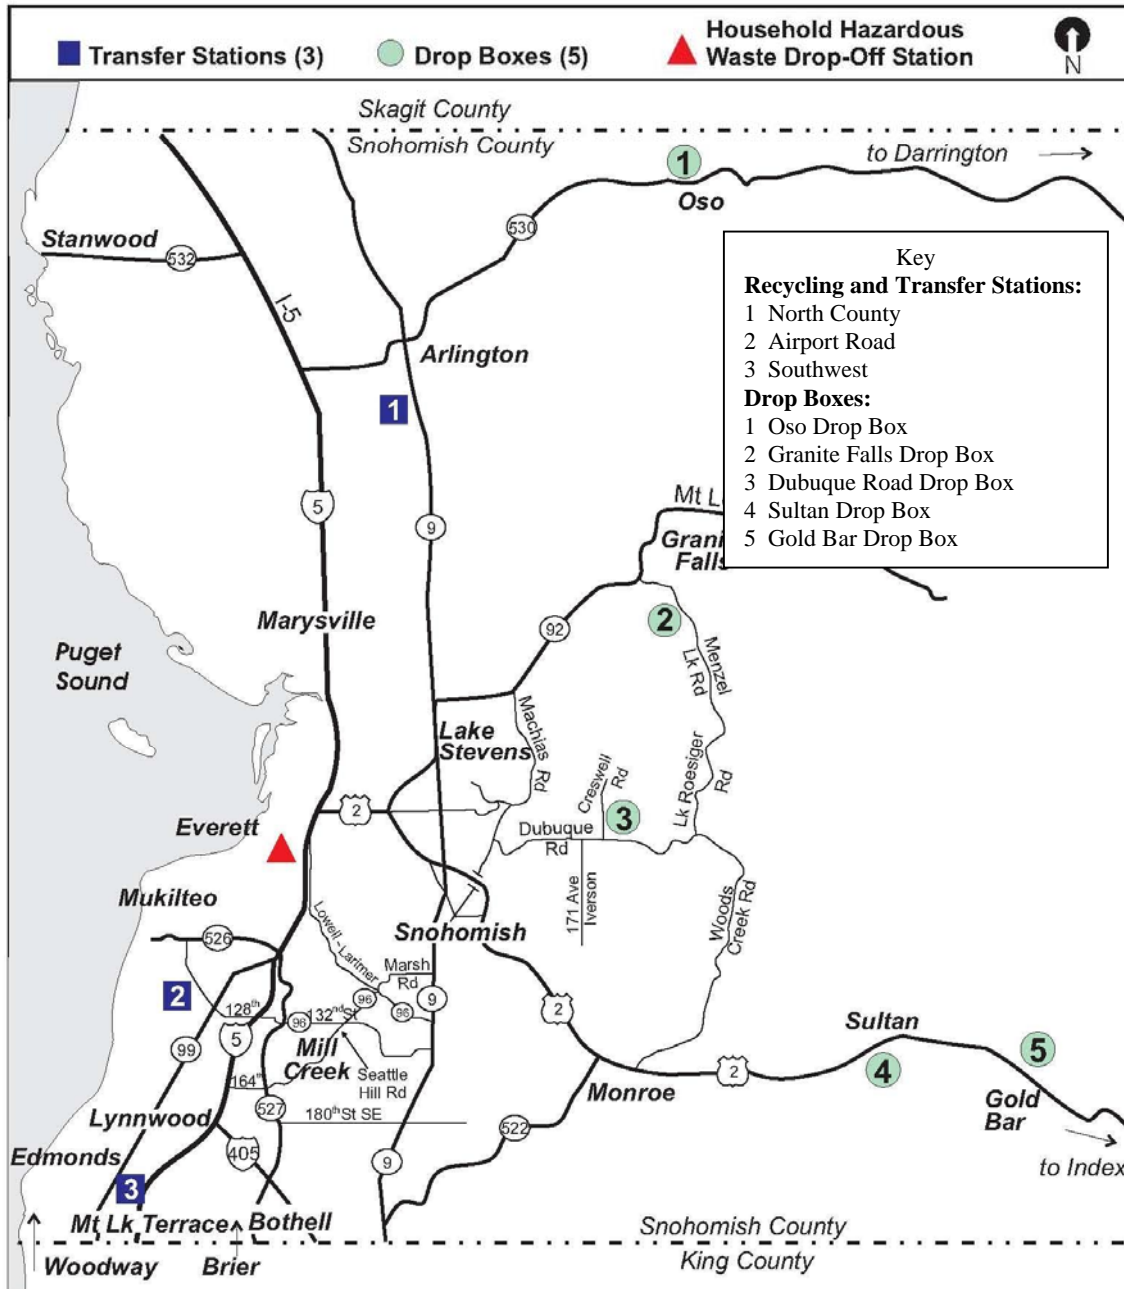 Transfer Stations (3)
Drop Boxes (5)
Household Hazardous
Waste Drop-Off Station
N
Skagit County
Snohomish County
1
to Darrington
Oso
Stanwood
532
530
I-5
Key
Recycling and Transfer Stations:
1 North County
2 Airport Road
3 Southwest
Drop Boxes:
1 Oso Drop Box
2 Granite Falls Drop Box
3 Dubuque Road Drop Box
4 Sultan Drop Box
5 Gold Bar Drop Box
Arlington
1
5
9
Mt L
Grani
Falls
Marysville
92
2
Menzel
Lk Rd
Puget
Sound
Lake
Stevens
Machias
Rd
Creswell
Rd
Lk Roesiger
Rd
2
3
Everett
Dubuque
Rd
Mukilteo
171 Ave
Iverson
Woods
Creek Rd
Lowell-Larimer
Snohomish
526
Marsh
Rd
2
96
9
96
128th
96
132nd St
2
5
99
Mill
Creek
Seattle
Hill Rd
164th
Sultan
5
4
2
Monroe
527
180th St SE
522
Gold
Bar
Lynnwood
405
Edmonds
9
to Index
3
Mt Lk Terrace
Bothell
Snohomish County
King County
Woodway
Brier